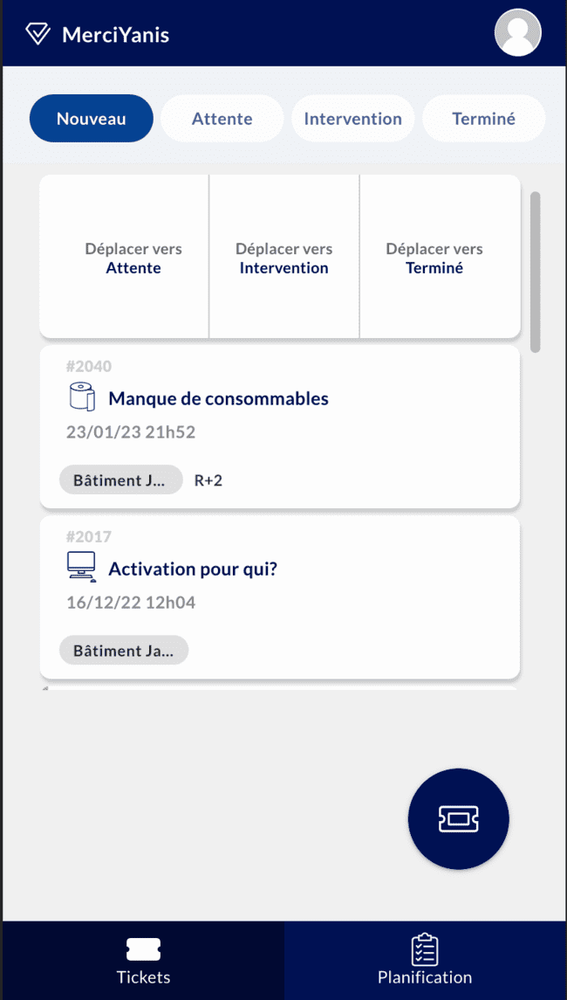 MerciYanis
Nouveau
Attente
Intervention
Terminé
Déplacer vers
Attente
Déplacer vers
Intervention
Déplacer vers
Terminé
#2040
Manque de consommables
23/01/23 21h52
Bâtiment J... R+2
#2017
Activation pour qui?
16/12/22 12h04
Bâtiment Ja...
Tickets
Planification